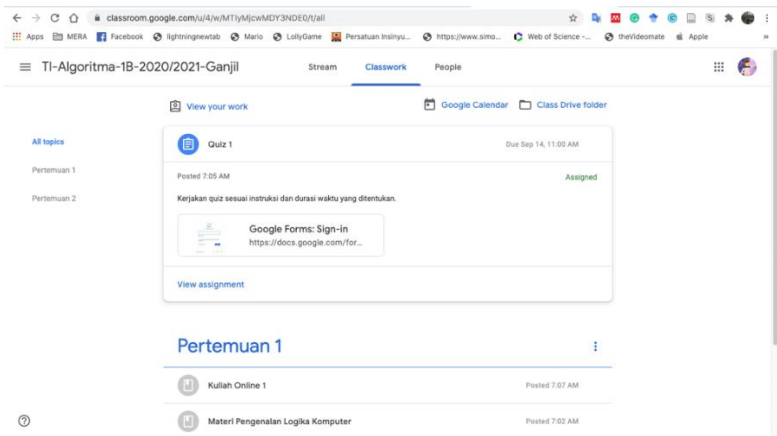 classroom.google.com/u/4/w/MTIyMjcwMDY3NDE0/t/all
Apps MERA Facebook lightningnewtab Mario LollyGame Persatuan Insinyu... https://www.simo... Web of Science -... theVideomate Apple
TI-Algoritma-1B-2020/2021-Ganjil Stream Classwork People
View your work Google Calendar Class Drive folder
All topics
Pertemuan 1
Pertemuan 2
Quiz 1 Due Sep 14, 11:00 AM
Posted 7:05 AM Assigned
Kerjakan quiz sesuai instruksi dan durasi waktu yang ditentukan.
Google Forms: Sign-in
https://docs.google.com/for...
View assignment
Pertemuan 1
Kuliah Online 1 Posted 7:07 AM
Materi Pengenalan Logika Komputer Posted 7:02 AM